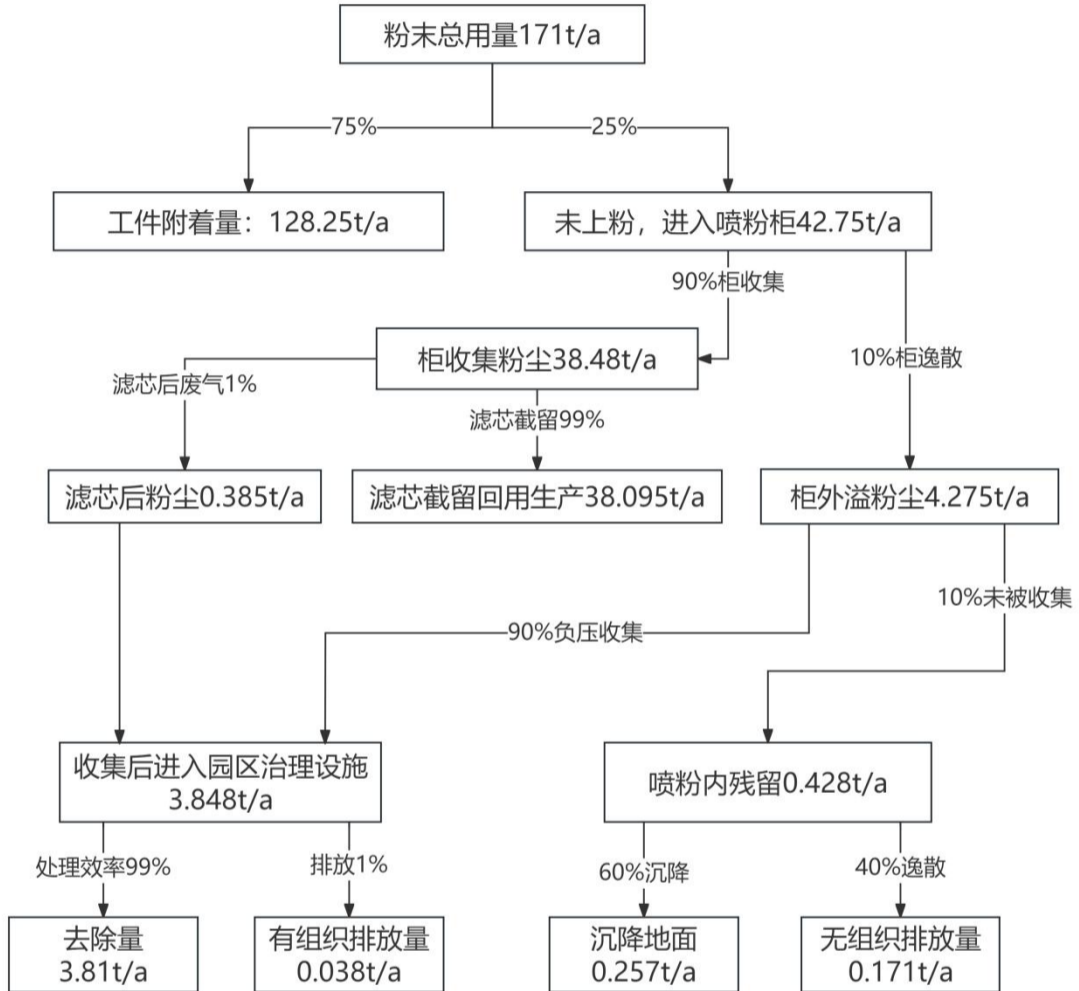 粉末总用量171t/a
75%
25%
工件附着量：128.25t/a
未上粉，进入喷粉柜42.75t/a
90%柜收集
柜收集粉尘38.48t/a
10%柜逸散
滤芯后废气1%
滤芯截留99%
滤芯后粉尘0.385t/a
滤芯截留回用生产38.095t/a
柜外溢粉尘4.275t/a
10%未被收集
90%负压收集
收集后进入园区治理设施
3.848t/a
喷粉内残留0.428t/a
处理效率99%
排放1%
60%沉降
40%逸散
去除量
3.81t/a
有组织排放量
0.038t/a
沉降地面
0.257t/a
无组织排放量
0.171t/a